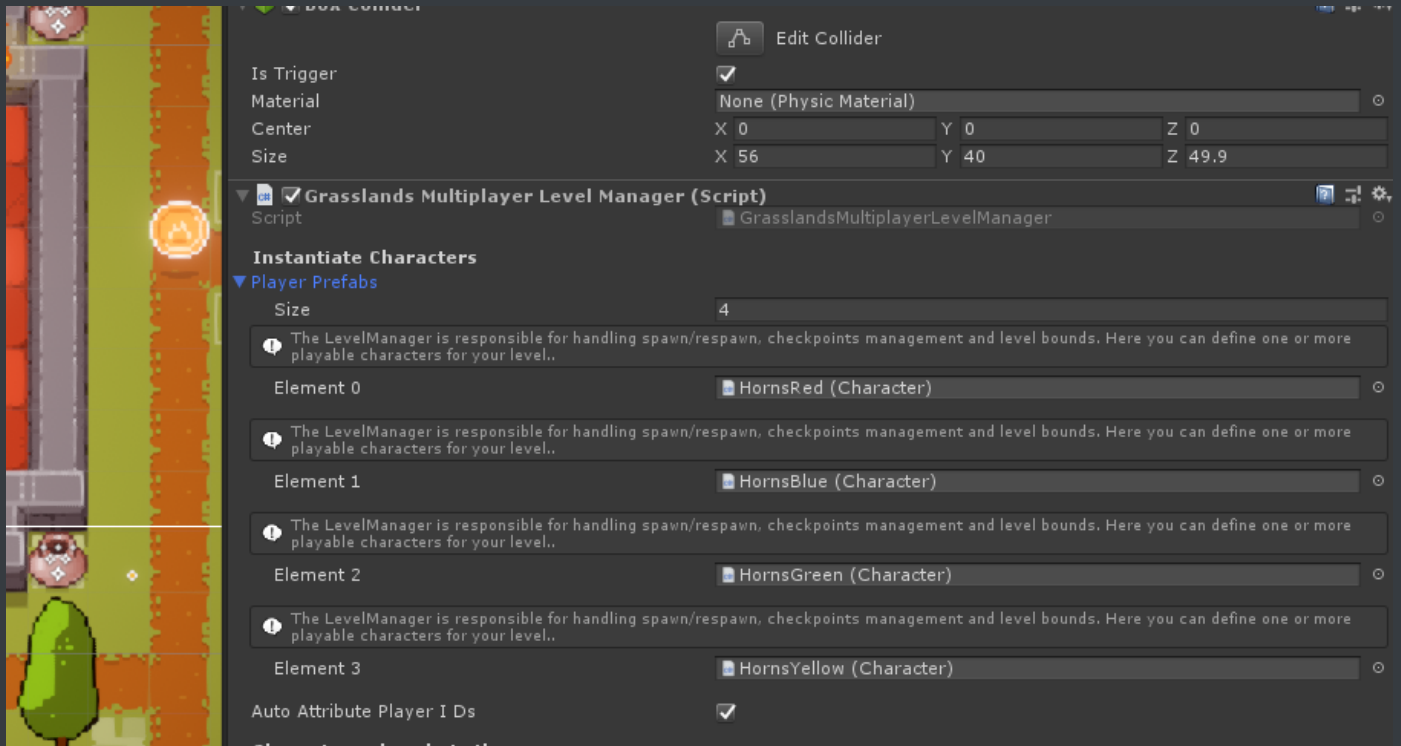 Box Collider
Edit Collider
Is Trigger
Material None (Physic Material)
Center X 0 Y 0 Z 0
Size X 56 Y 40 Z 49.9
Grasslands Multiplayer Level Manager (Script)
Script GrasslandsMultiplayerLevelManager
Instantiate Characters
Player Prefabs
Size 4
The LevelManager is responsible for handling spawn/respawn, checkpoints management and level bounds. Here you can define one or more
playable characters for your level..
Element 0 HornsRed (Character)
The LevelManager is responsible for handling spawn/respawn, checkpoints management and level bounds. Here you can define one or more
playable characters for your level..
Element 1 HornsBlue (Character)
The LevelManager is responsible for handling spawn/respawn, checkpoints management and level bounds. Here you can define one or more
playable characters for your level..
Element 2 HornsGreen (Character)
The LevelManager is responsible for handling spawn/respawn, checkpoints management and level bounds. Here you can define one or more
playable characters for your level..
Element 3 HornsYellow (Character)
Auto Attribute Player I Ds